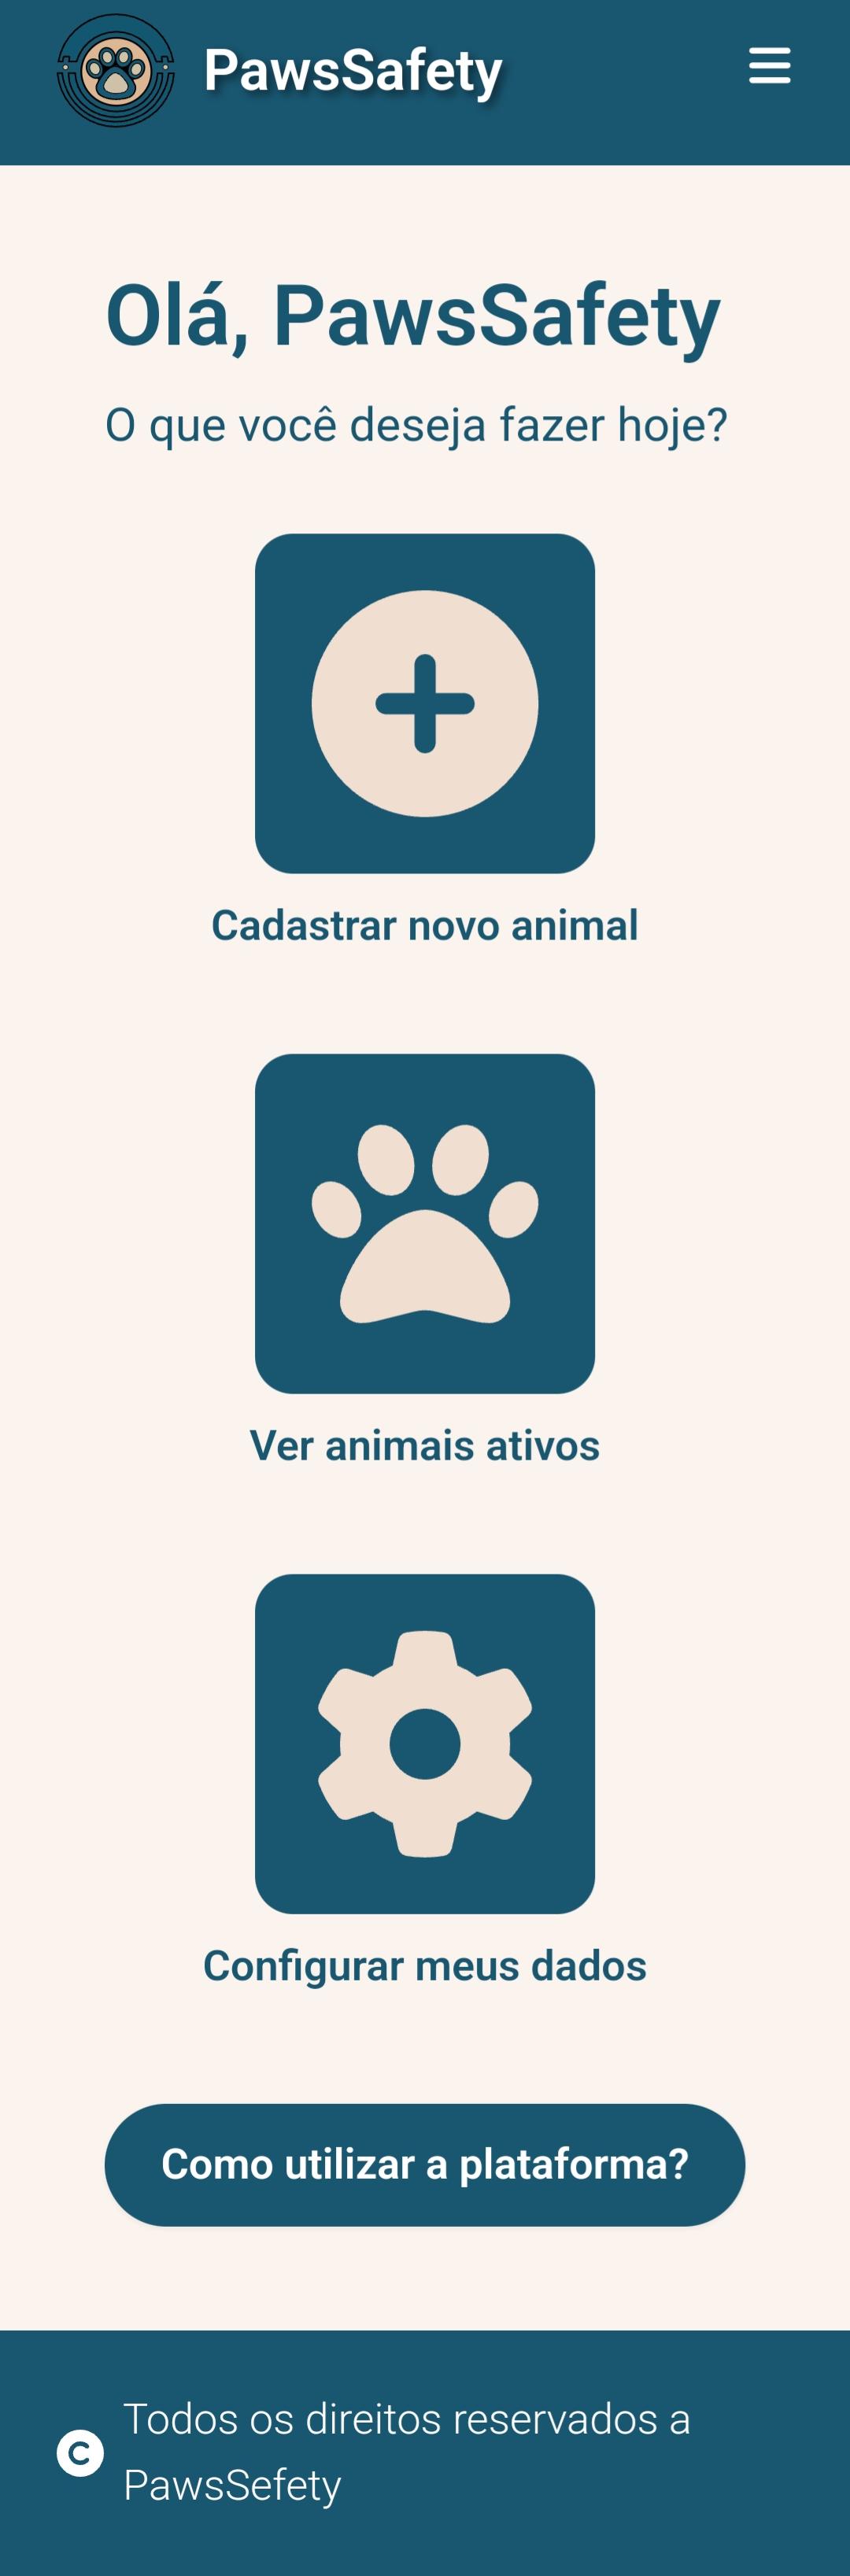 PawsSafety
Olá, PawsSafety
O que você deseja fazer hoje?
Cadastrar novo animal
Ver animais ativos
Configurar meus dados
Como utilizar a plataforma?
Todos os direitos reservados a
PawsSefety